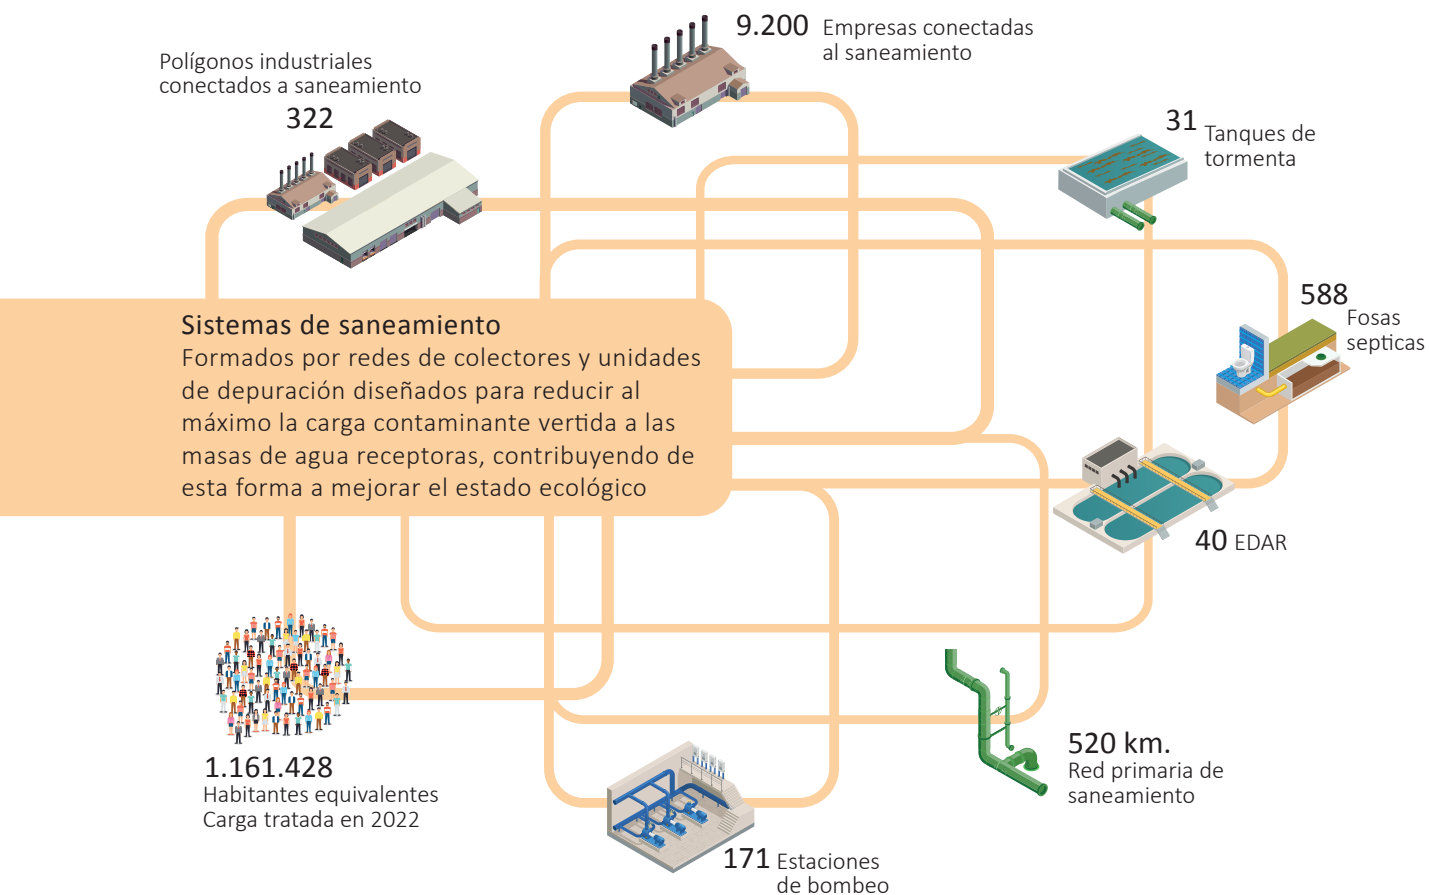 9.200 Empresas conectadas
al saneamiento
Polígonos industriales
conectados a saneamiento
322
31 Tanques de
tormenta
588
Fosas
septicas
Sistemas de saneamiento
Formados por redes de colectores y unidades
de depuración diseñados para reducir al
máximo la carga contaminante vertida a las
masas de agua receptoras, contribuyendo de
esta forma a mejorar el estado ecológico
40 EDAR
520 km.
Red primaria de
saneamiento
1.161.428
Habitantes equivalentes
Carga tratada en 2022
171 Estaciones
de bombeo